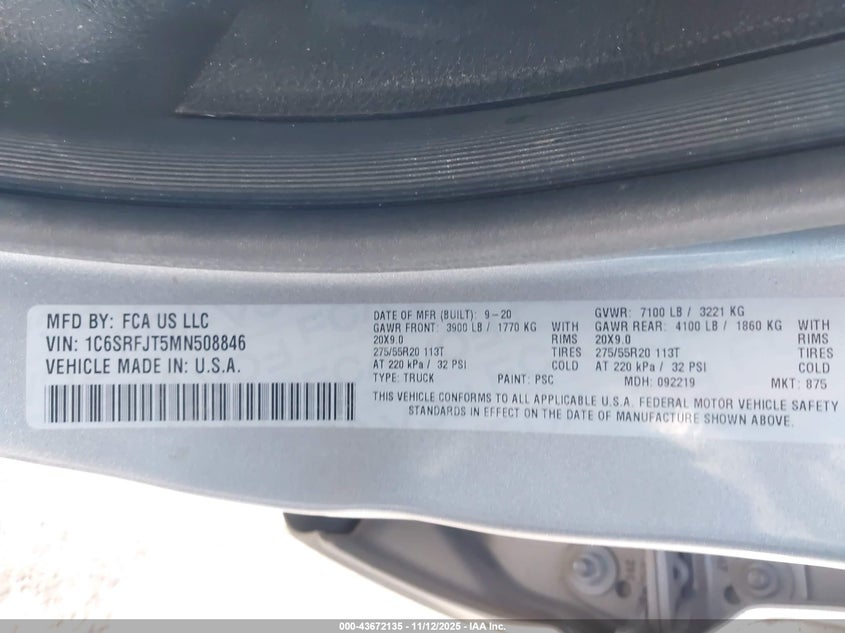 MFD BY: FCA US LLC
VIN: 1C6SRFJT5MN508846
VEHICLE MADE IN U.S.A.
DATE OF MFR (BUILT): 9-20
GVWR: 7100 LB / 3221 KG
GAWR FRONT: 3900 LB / 1770 KG WITH
20X9.0 RIMS
275/55R20 113T TIRES
AT 220 kPa / 32 PSI COLD
GAWR REAR: 4100 LB / 1860 KG WITH
20X9.0 RIMS
275/55R20 113T TIRES
AT 220 kPa / 32 PSI COLD
TYPE: TRUCK PAINT: PSC MDH: 092219 MKT: 875
THIS VEHICLE CONFORMS TO ALL APPLICABLE U.S.A. FEDERAL MOTOR VEHICLE SAFETY
STANDARDS IN EFFECT ON THE DATE OF MANUFACTURE SHOWN ABOVE.
000-43672135 - 11/12/2025 - IAA Inc.